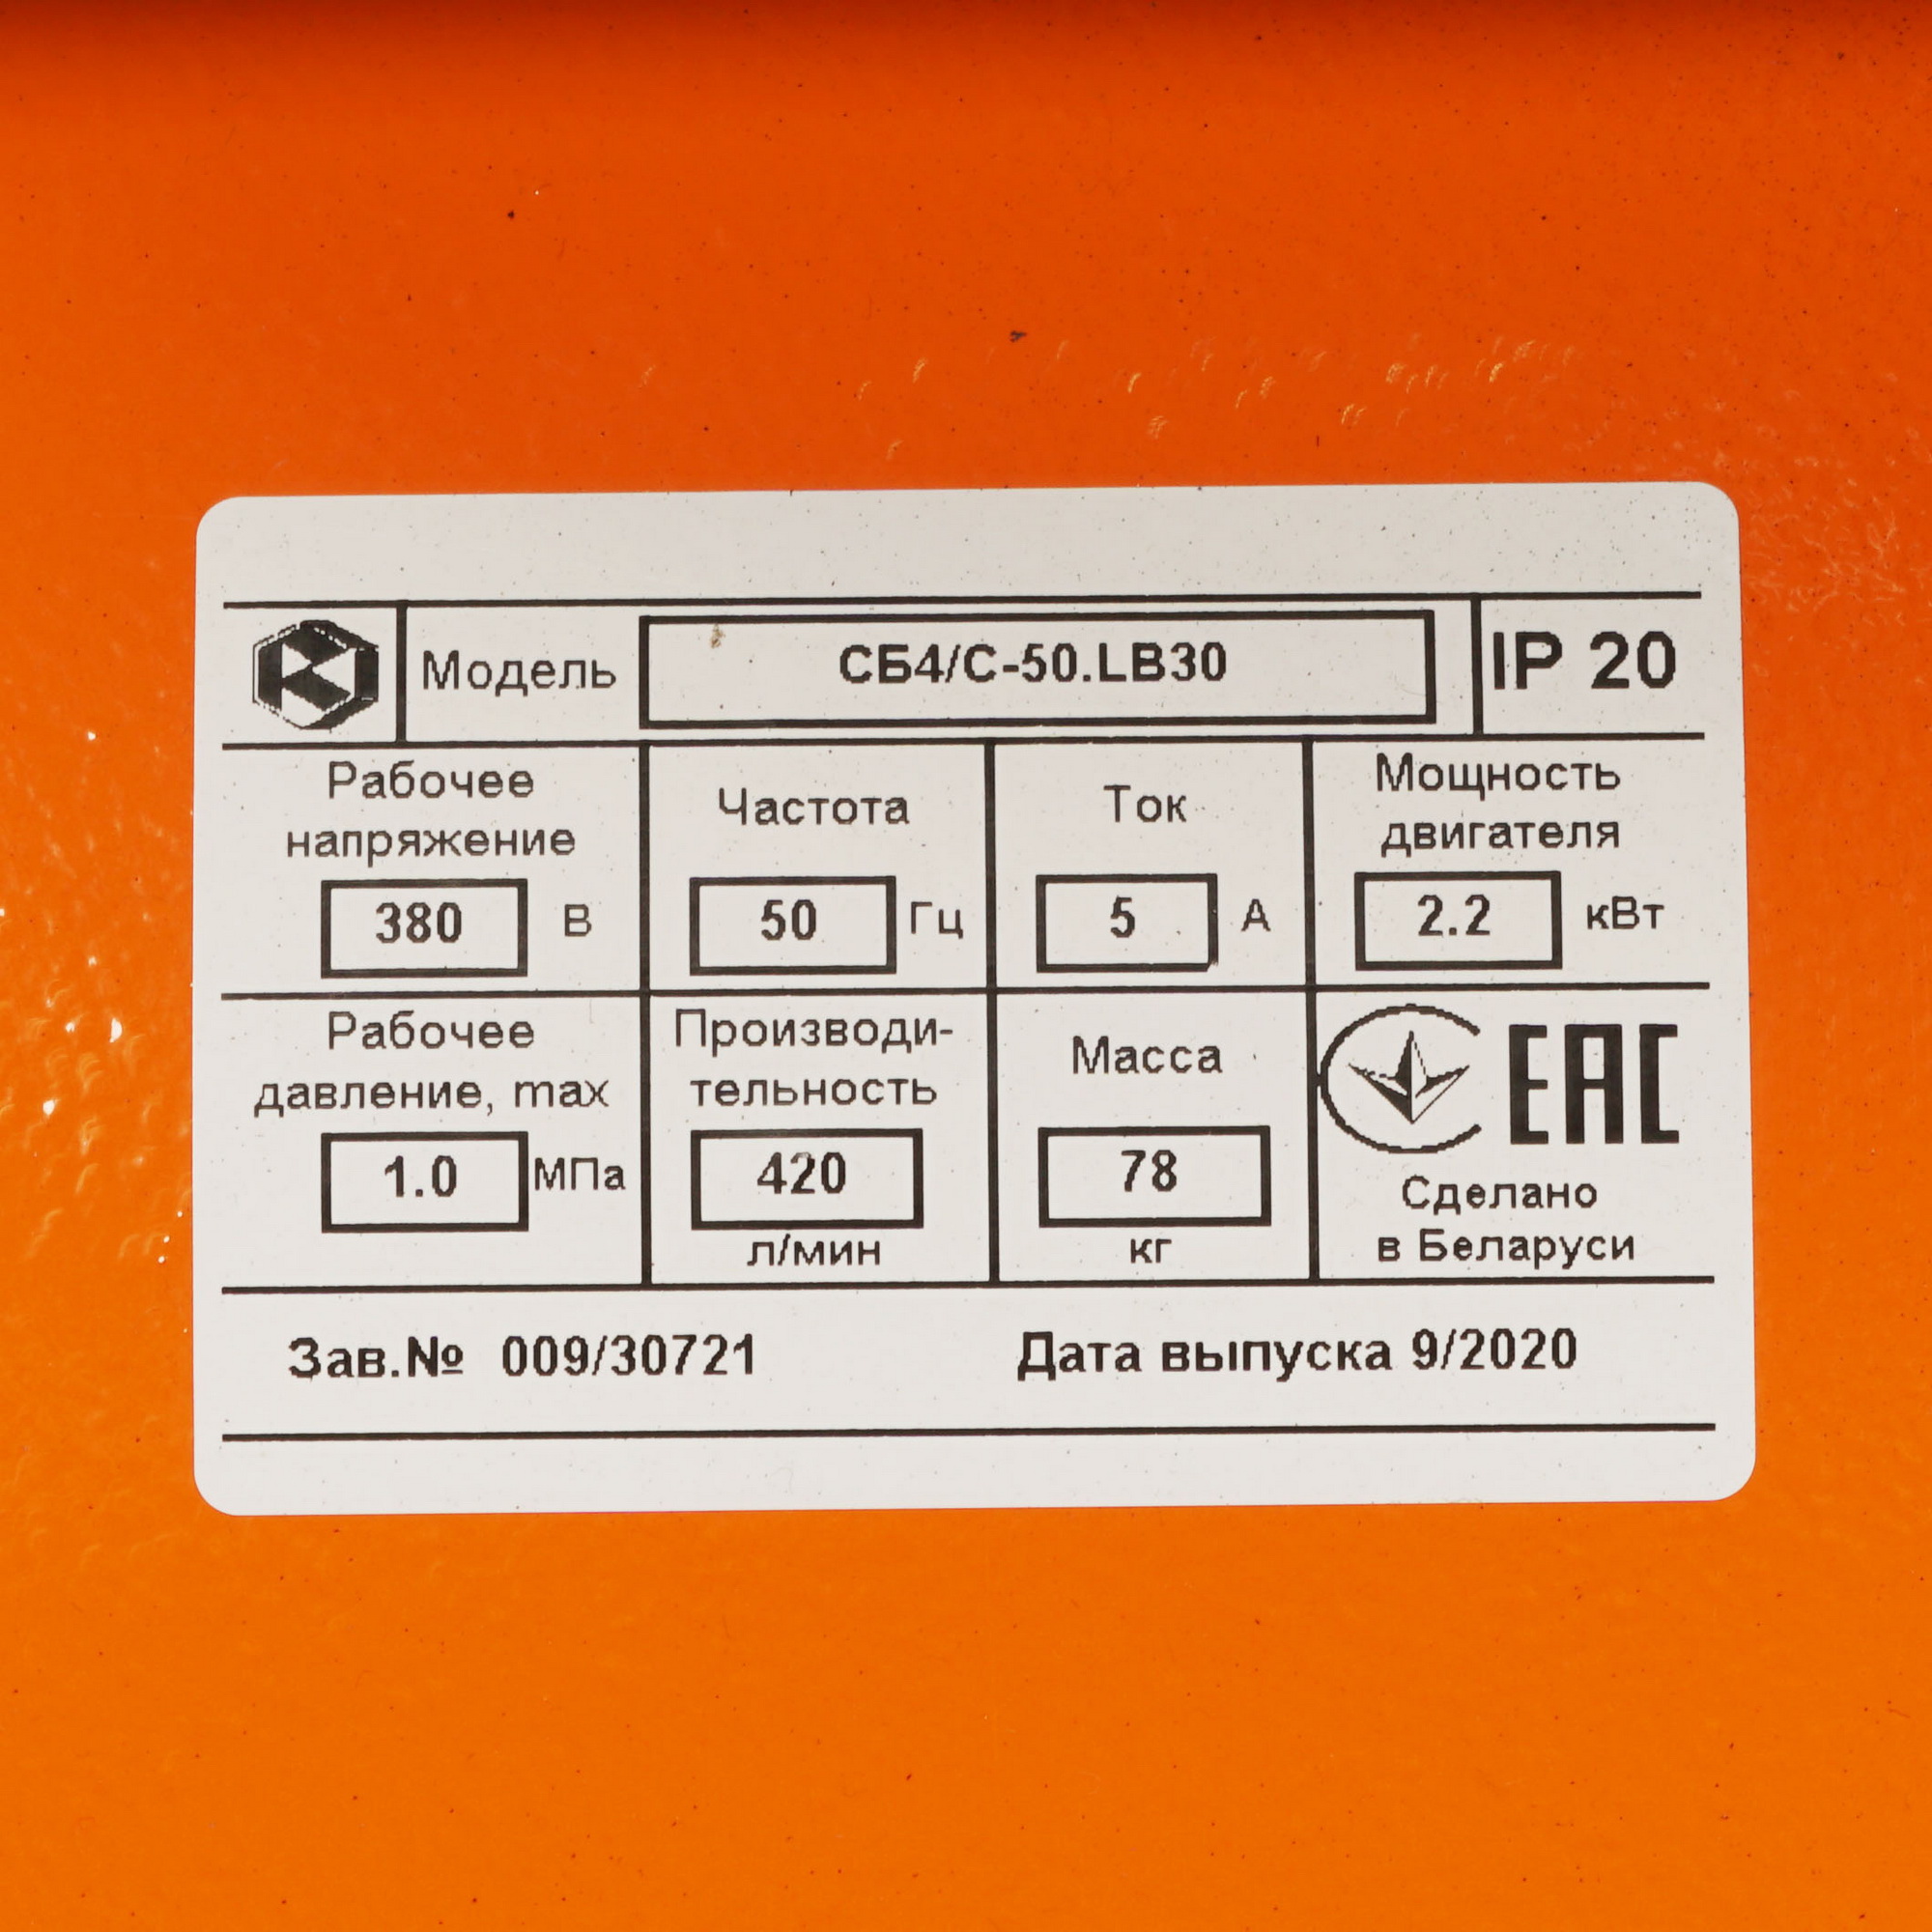 Модель СБ4/С-50.LB30 IP 20
Рабочее напряжение 380 В
Частота 50 Гц
Ток 5 А
Мощность двигателя 2.2 кВт
Рабочее давление, max 1.0 МПа
Производи-
тельность 420 л/мин
Масса 78 кг
ЕАС
Сделано
в Беларуси
Зав.№ 009/30721 Дата выпуска 9/2020